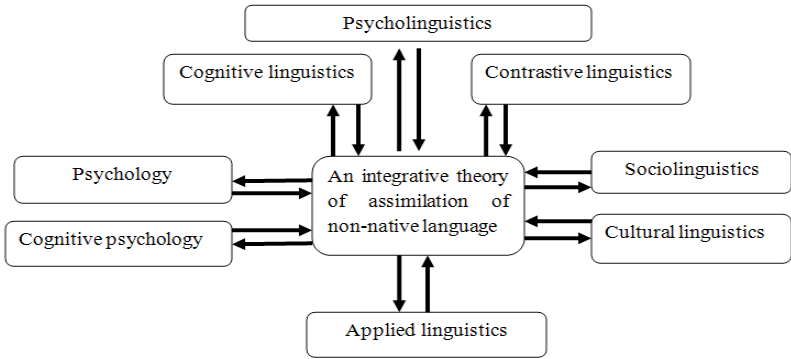 Psycholinguistics
Cognitive linguistics
Contrastive linguistics
Psychology
An integrative theory
of assimilation of
non-native language
Sociolinguistics
Cognitive psychology
Cultural linguistics
Applied linguistics